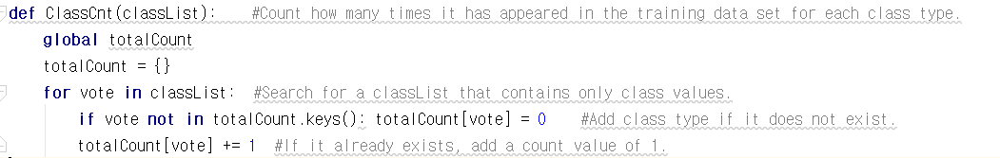 def ClassCnt(classList):    #Count how many times it has appeared in the training data set for each class type.
    global totalCount
    totalCount = {}
    for vote in classList:  #Search for a classList that contains only class values.
        if vote not in totalCount.keys(): totalCount[vote] = 0    #Add class type if it does not exist.
        totalCount[vote] += 1  #If it already exists, add a count value of 1.